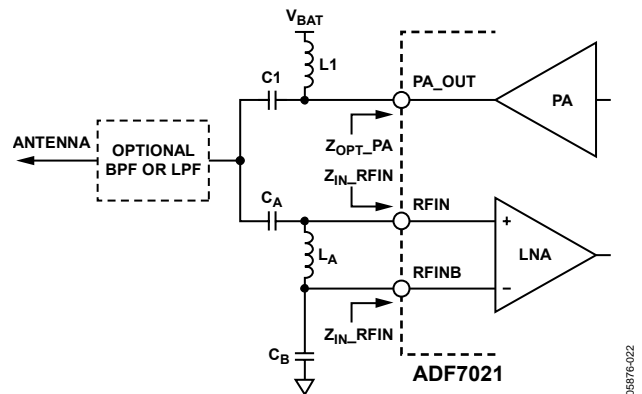 VBAT
L1
C1
PA_OUT
PA
ANTENNA
OPTIONAL
BPF OR LPF
ZOPT_PA
ZIN_RFIN
CA
RFIN
+
LA
LNA
RFINB
–
ZIN_RFIN
CB
ADF7021
05876-022